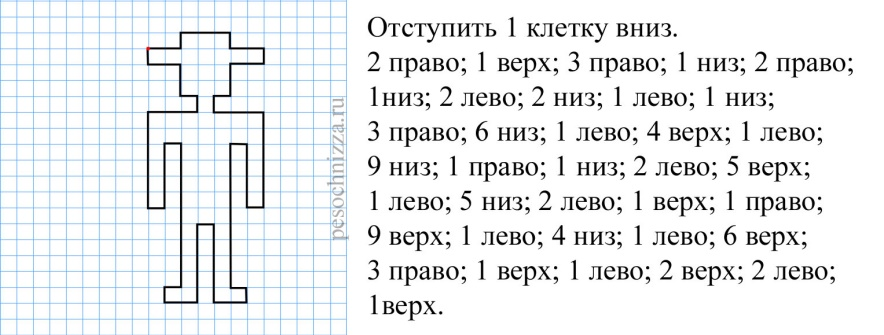 Отступить 1 клетку вниз.
2 право; 1 верх; 3 право; 1 низ; 2 право;
1низ; 2 лево; 2 низ; 1 лево; 1 низ;
3 право; 6 низ; 1 лево; 4 верх; 1 лево;
9 низ; 1 право; 1 низ; 2 лево; 5 верх;
1 лево; 5 низ; 2 лево; 1 верх; 1 право;
9 верх; 1 лево; 4 низ; 1 лево; 6 верх;
3 право; 1 верх; 1 лево; 2 верх; 2 лево;
1верх.
pesochnizza.ru